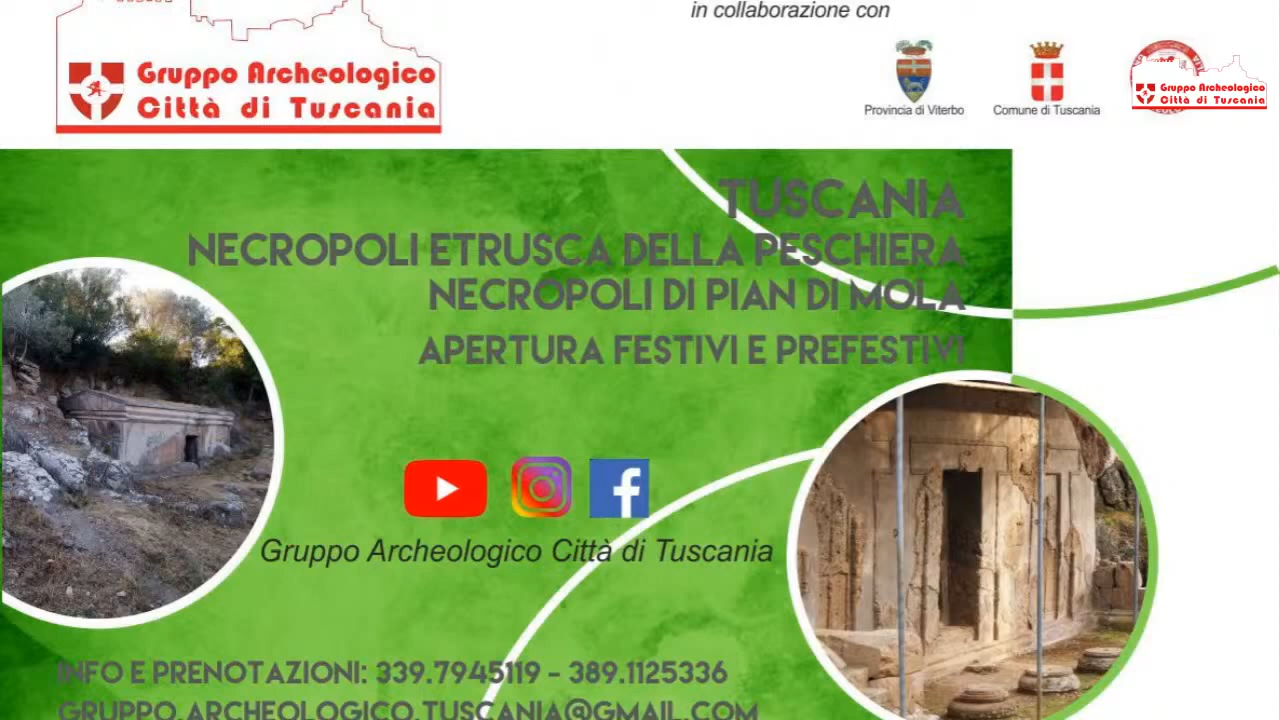 in collaborazione con
Gruppo Archeologico
Città di Tuscania
Provincia di Viterbo
Comune di Tuscania
Gruppo Archeologico
Città di Tuscania
TUSCANIA
NECROPOLI ETRUSCA DELLA PESCHIERA
NECROPOLI DI PIAN DI MOLA
APERTURA FESTIVI E PREFESTIVI
Gruppo Archeologico Città di Tuscania
INFO E PRENOTAZIONI: 339.7945119 - 389.1125336
GRUPPO.ARCHEOLOGICO.TUSCANIA@GMAIL.COM